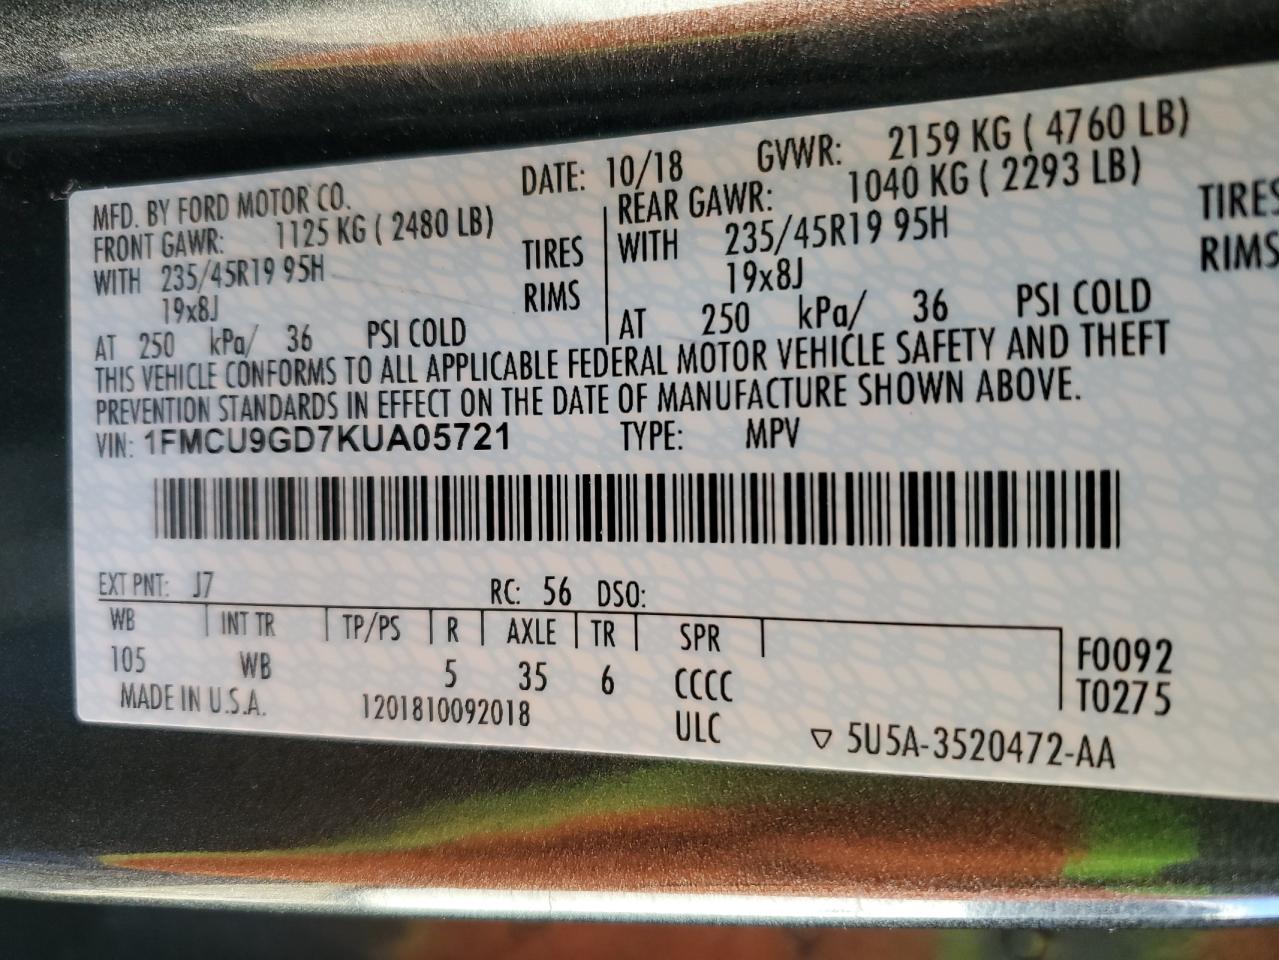 MFD. BY FORD MOTOR CO. DATE: 10/18 GVWR: 2159 KG ( 4760 LB)
FRONT GAWR: 1125 KG ( 2480 LB) REAR GAWR: 1040 KG ( 2293 LB)
WITH 235/45R19 95H TIRES WITH 235/45R19 95H TIRES
19x8J RIMS 19x8J RIMS
AT 250 kPa/ 36 PSI COLD AT 250 kPa/ 36 PSI COLD
THIS VEHICLE CONFORMS TO ALL APPLICABLE FEDERAL MOTOR VEHICLE SAFETY AND THEFT
PREVENTION STANDARDS IN EFFECT ON THE DATE OF MANUFACTURE SHOWN ABOVE.
VIN: 1FMCU9GD7KUA05721 TYPE: MPV
EXT PNT: J7 RC: 56 DSO:
WB INT TR TP/PS R AXLE TR SPR F0092
105 WB 5 35 6 CCCC T0275
MADE IN U.S.A. 1201810092018 ULC ▽ 5U5A-3520472-AA